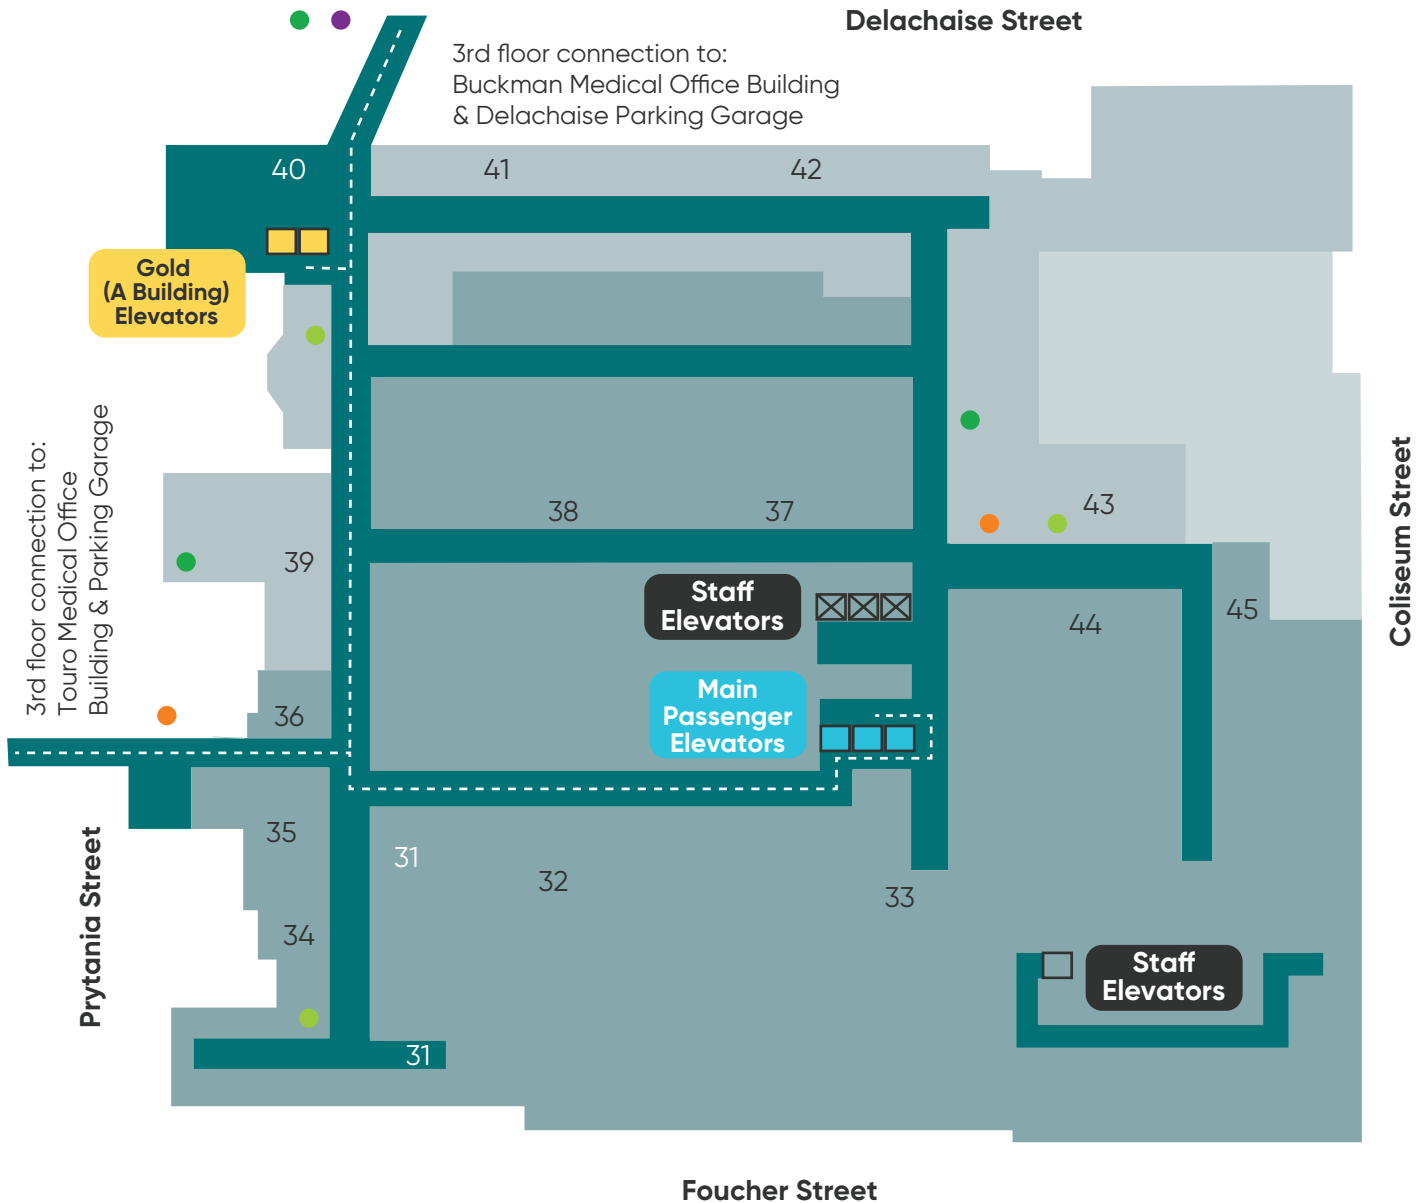 Delachaise Street
3rd floor connection to:
Buckman Medical Office Building
& Delachaise Parking Garage
40
41
42
Gold
(A Building)
Elevators
3rd floor connection to:
Touro Medical Office
Building & Parking Garage
38
37
43
39
Staff
Elevators
44
45
Coliseum Street
Main
Passenger
Elevators
36
35
31
32
33
Prytania Street
34
Staff
Elevators
31
Foucher Street